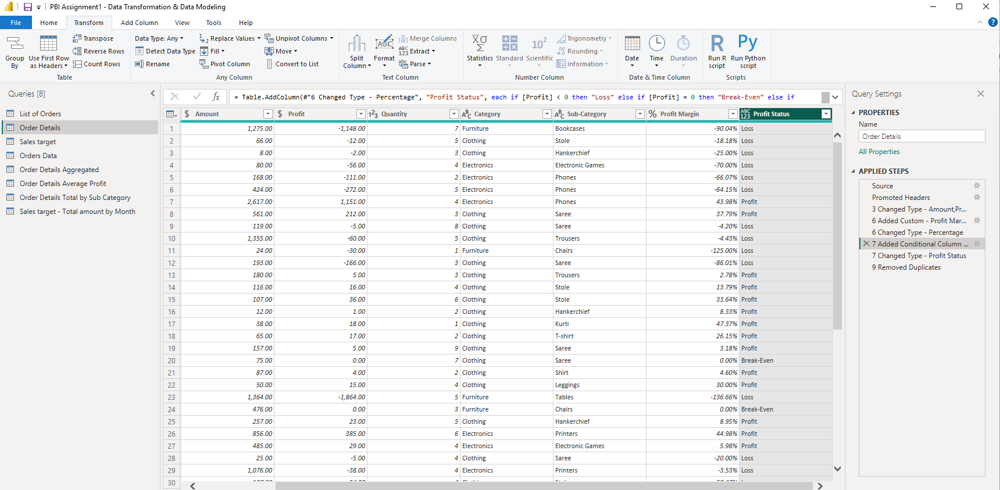 PBI Assignment1 - Data Transformation & Data Modeling
File Home Transform Add Column View Tools Help
Group By
Use First Row as Headers
Transpose
Reverse Rows
Count Rows
Table
Data Type: Any
Detect Data Type
Rename
Replace Values
Fill
Pivot Column
Unpivot Columns
Move
Convert to List
Any Column
Split Column
Format
Merge Columns
Extract
Parse
Text Column
Statistics
Standard
Scientific
Trigonometry
Rounding
Information
Number Column
Date
Time
Duration
Date & Time Column
Run R script
Run Python script
Scripts
Queries [8]
List of Orders
Order Details
Sales target
Orders Data
Order Details Aggregated
Order Details Average Profit
Order Details Total by Sub Category
Sales target - Total amount by Month
= Table.AddColumn(#"6 Changed Type - Percentage", "Profit Status", each if [Profit] < 0 then "Loss" else if [Profit] = 0 then "Break-Even" else if
$ Amount $ Profit 123 Quantity ABC Category ABC Sub-Category % Profit Margin ABC 123 Profit Status
1 1,275.00 -1,148.00 7 Furniture Bookcases -90.04% Loss
2 66.00 -12.00 5 Clothing Stole -18.18% Loss
3 8.00 -2.00 3 Clothing Hankerchief -25.00% Loss
4 80.00 -56.00 4 Electronics Electronic Games -70.00% Loss
5 168.00 -111.00 2 Electronics Phones -66.07% Loss
6 424.00 -272.00 5 Electronics Phones -64.15% Loss
7 2,617.00 1,151.00 4 Electronics Phones 43.98% Profit
8 561.00 212.00 3 Clothing Saree 37.79% Profit
9 119.00 -5.00 8 Clothing Saree -4.20% Loss
10 1,355.00 -60.00 5 Clothing Trousers -4.43% Loss
11 24.00 -30.00 1 Furniture Chairs -125.00% Loss
12 193.00 -166.00 3 Clothing Saree -86.01% Loss
13 180.00 5.00 3 Clothing Trousers 2.78% Profit
14 116.00 16.00 4 Clothing Stole 13.79% Profit
15 107.00 36.00 6 Clothing Stole 33.64% Profit
16 12.00 1.00 2 Clothing Hankerchief 8.33% Profit
17 38.00 18.00 1 Clothing Kurti 47.37% Profit
18 65.00 17.00 2 Clothing T-shirt 26.15% Profit
19 157.00 5.00 9 Clothing Saree 3.18% Profit
20 75.00 0.00 7 Clothing Saree 0.00% Break-Even
21 87.00 4.00 2 Clothing Shirt 4.60% Profit
22 50.00 15.00 4 Clothing Leggings 30.00% Profit
23 1,364.00 -1,864.00 5 Furniture Tables -136.66% Loss
24 476.00 0.00 3 Furniture Chairs 0.00% Break-Even
25 257.00 23.00 5 Clothing Hankerchief 8.95% Profit
26 856.00 385.00 6 Electronics Printers 44.98% Profit
27 485.00 29.00 4 Electronics Electronic Games 5.98% Profit
28 25.00 -5.00 4 Clothing Saree -20.00% Loss
29 1,076.00 -38.00 4 Electronics Printers -3.53% Loss
30
Query Settings
PROPERTIES
Name
Order Details
All Properties
APPLIED STEPS
Source
Promoted Headers
3 Changed Type - Amount,Pr...
6 Added Custom - Profit Mar...
6 Changed Type - Percentage
7 Added Conditional Column ...
7 Changed Type - Profit Status
9 Removed Duplicates